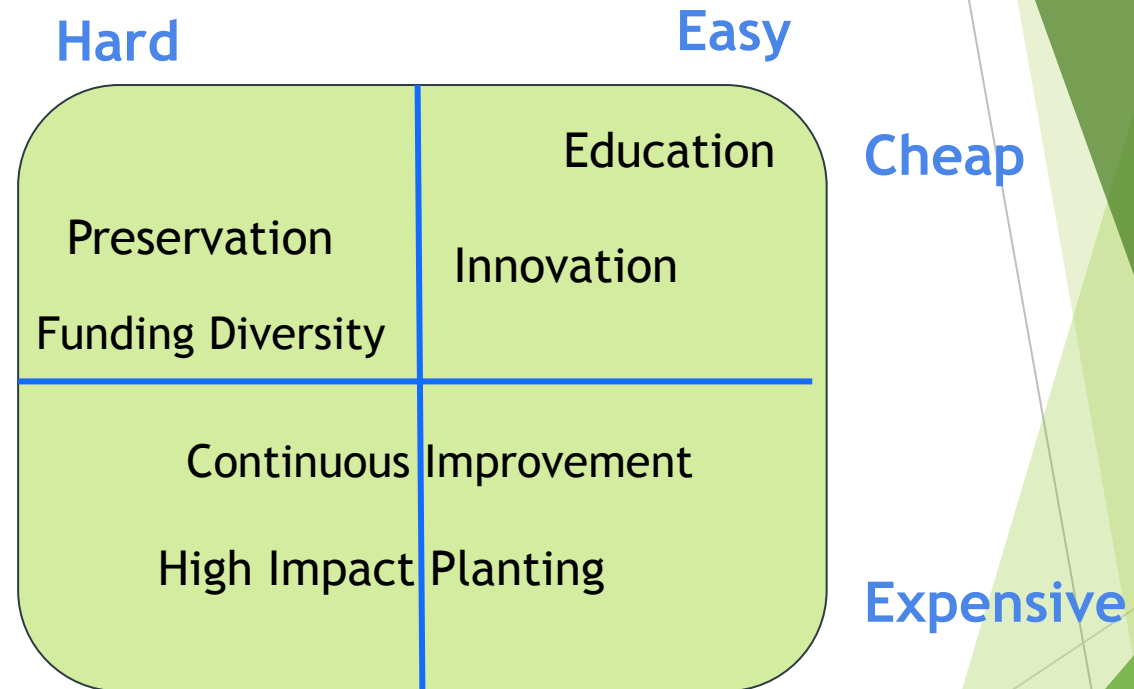 Hard
Easy
Education
Cheap
Preservation
Innovation
Funding Diversity
Continuous Improvement
High Impact Planting
Expensive